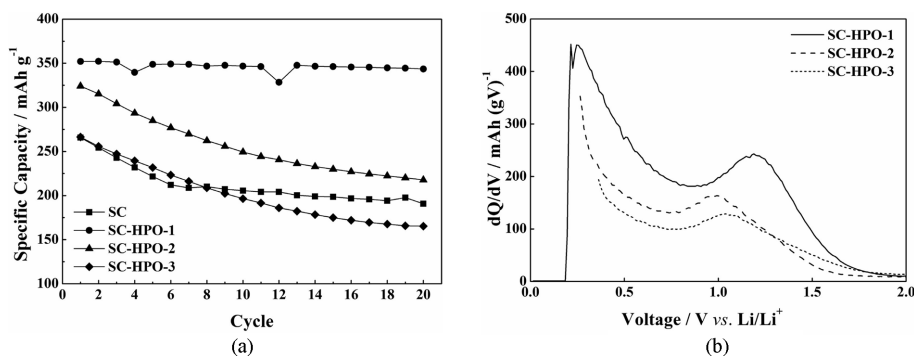 400
350
300
250
200
150
100
Specific Capacity / mAh g-1
SC
SC-HPO-1
SC-HPO-2
SC-HPO-3
0 2 4 6 8 10 12 14 16 18 20
Cycle
(a)
500
400
300
200
100
0
dQ/dV / mAh (gV)-1
SC-HPO-1
SC-HPO-2
SC-HPO-3
0.0 0.5 1.0 1.5 2.0
Voltage / V vs. Li/Li+
(b)